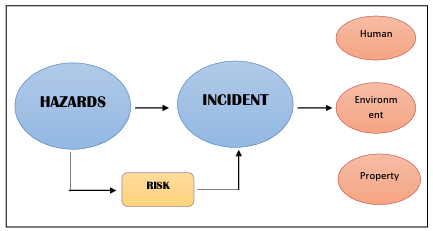 Human
HAZARDS
INCIDENT
Environm
ent
RISK
Property